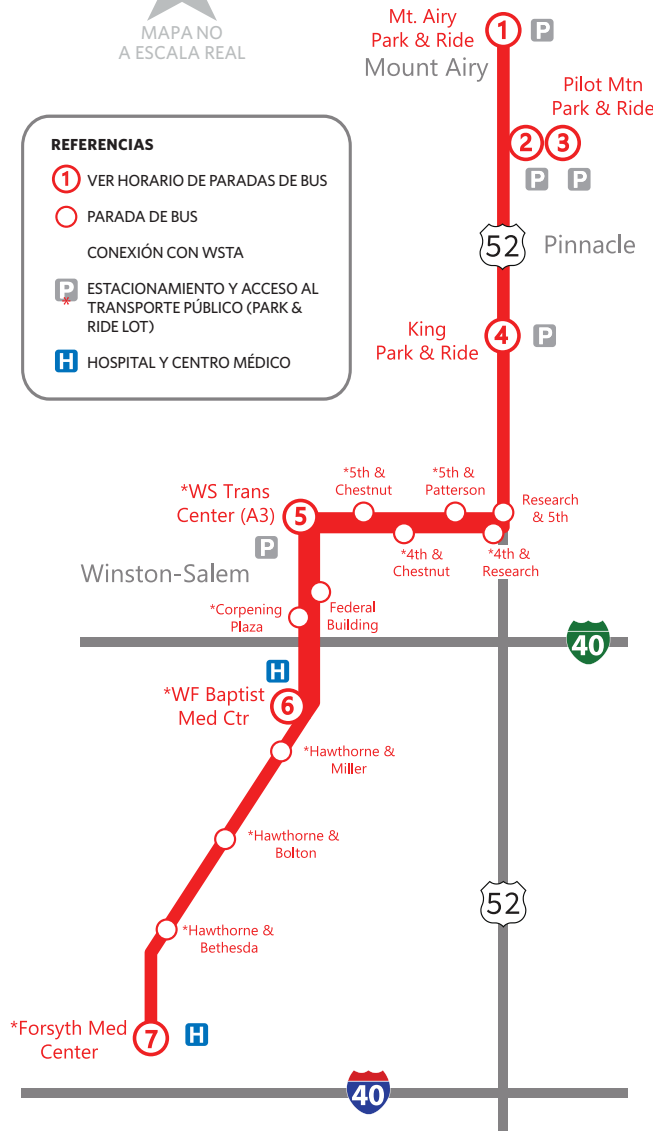 MAPA NO
A ESCALA REAL
Mt. Airy
Park & Ride
1
P
Mount Airy
Pilot Mtn
Park & Ride
2
3
P
P
REFERENCIAS
1
VER HORARIO DE PARADAS DE BUS
PARADA DE BUS
CONEXIÓN CON WSTA
P
*
ESTACIONAMIENTO Y ACCESO AL
TRANSPORTE PÚBLICO (PARK &
RIDE LOT)
H
HOSPITAL Y CENTRO MÉDICO
52
Pinnacle
King
Park & Ride
4
P
*WS Trans
Center (A3)
5
P
*5th &
Chestnut
*5th &
Patterson
Research
& 5th
*4th &
Chestnut
*4th &
Research
Winston-Salem
*Corpening
Plaza
Federal
Building
40
H
*WF Baptist
Med Ctr
6
*Hawthorne &
Miller
*Hawthorne &
Bolton
52
*Hawthorne &
Bethesda
*Forsyth Med
Center
7
H
40